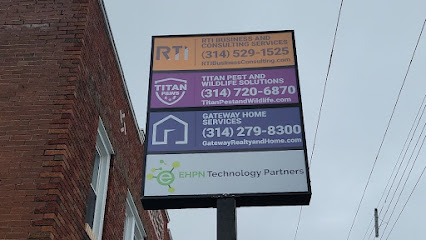 RTI
RTI BUSINESS AND
CONSULTING SERVICES
(314) 529-1525
RTIBusinessConsulting.com
TITAN
PAWS
TITAN PEST AND
WILDLIFE SOLUTIONS
(314) 720-6870
TitanPestandWildlife.com
GATEWAY HOME
SERVICES
(314) 279-8300
GatewayRealtyandHome.com
EHPN Technology Partners